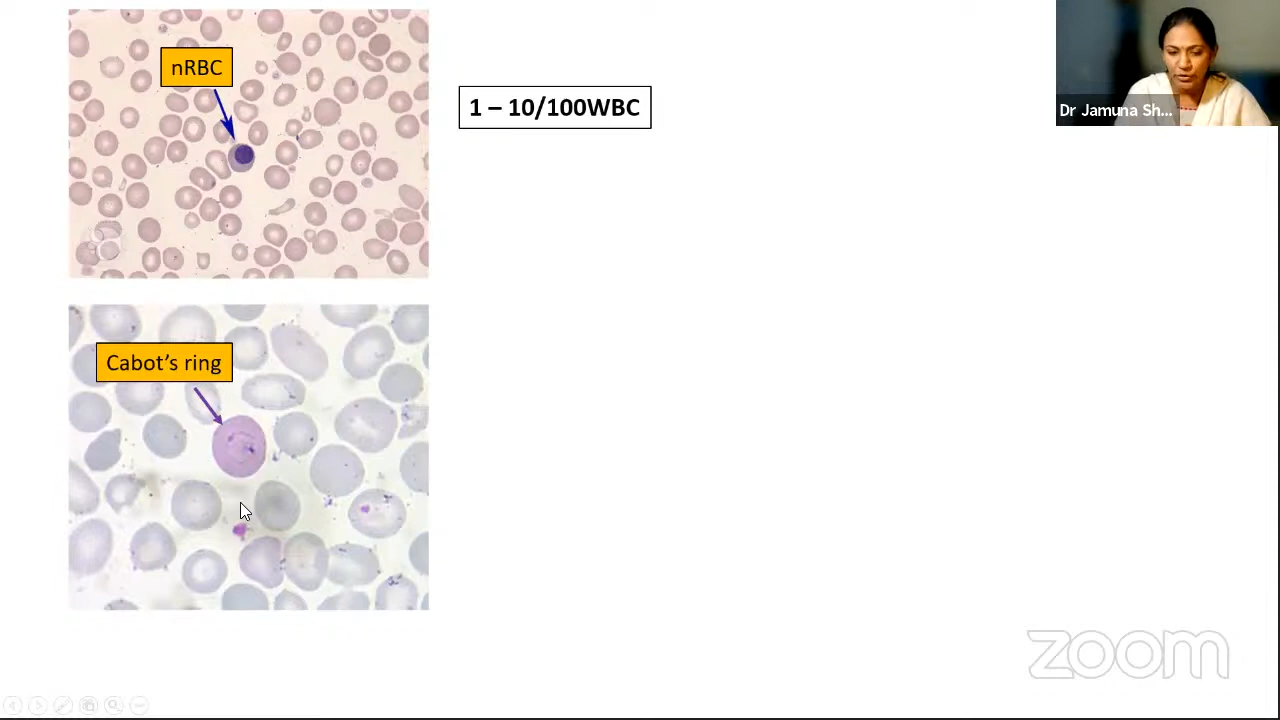 nRBC
1 – 10/100WBC
Dr Jamuna Sh...
Cabot's ring
zoom